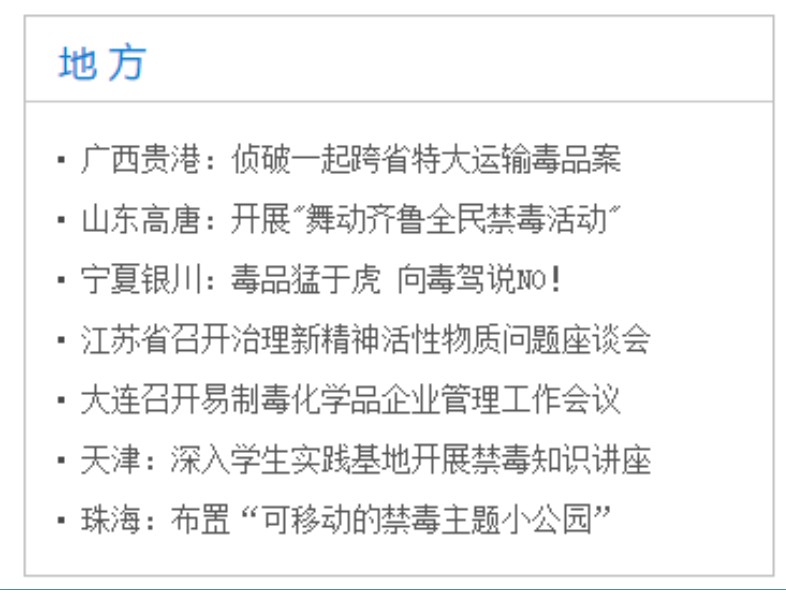 地方
▪ 广西贵港：侦破一起跨省特大运输毒品案
▪ 山东高唐：开展″舞动齐鲁全民禁毒活动″
▪ 宁夏银川：毒品猛于虎 向毒驾说NO！
▪ 江苏省召开治理新精神活性物质问题座谈会
▪ 大连召开易制毒化学品企业管理工作会议
▪ 天津：深入学生实践基地开展禁毒知识讲座
▪ 珠海：布置“可移动的禁毒主题小公园”